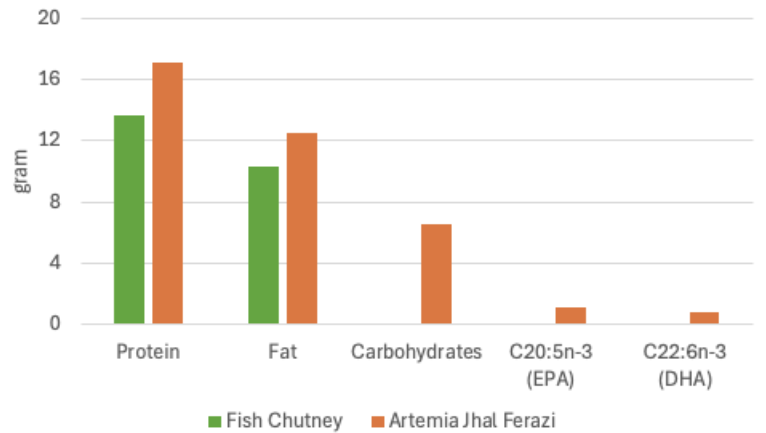 20
16
12
8
4
0
gram
Protein
Fat
Carbohydrates
C20:5n-3
(EPA)
C22:6n-3
(DHA)
Fish Chutney
Artemia Jhal Ferazi